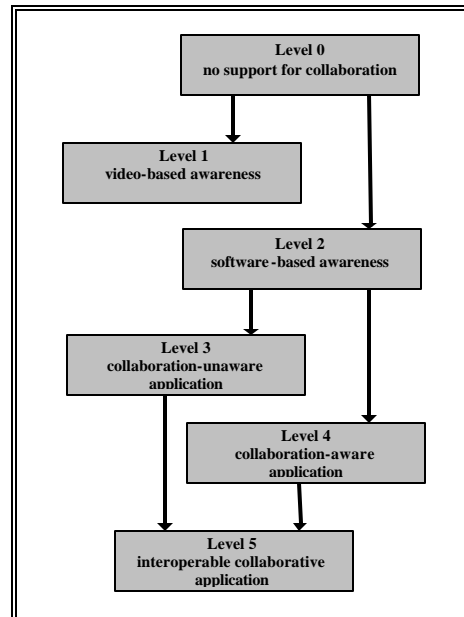 Level 0
no support for collaboration
Level 1
video-based awareness
Level 2
software-based awareness
Level 3
collaboration-unaware
application
Level 4
collaboration-aware
application
Level 5
interoperable collaborative
application